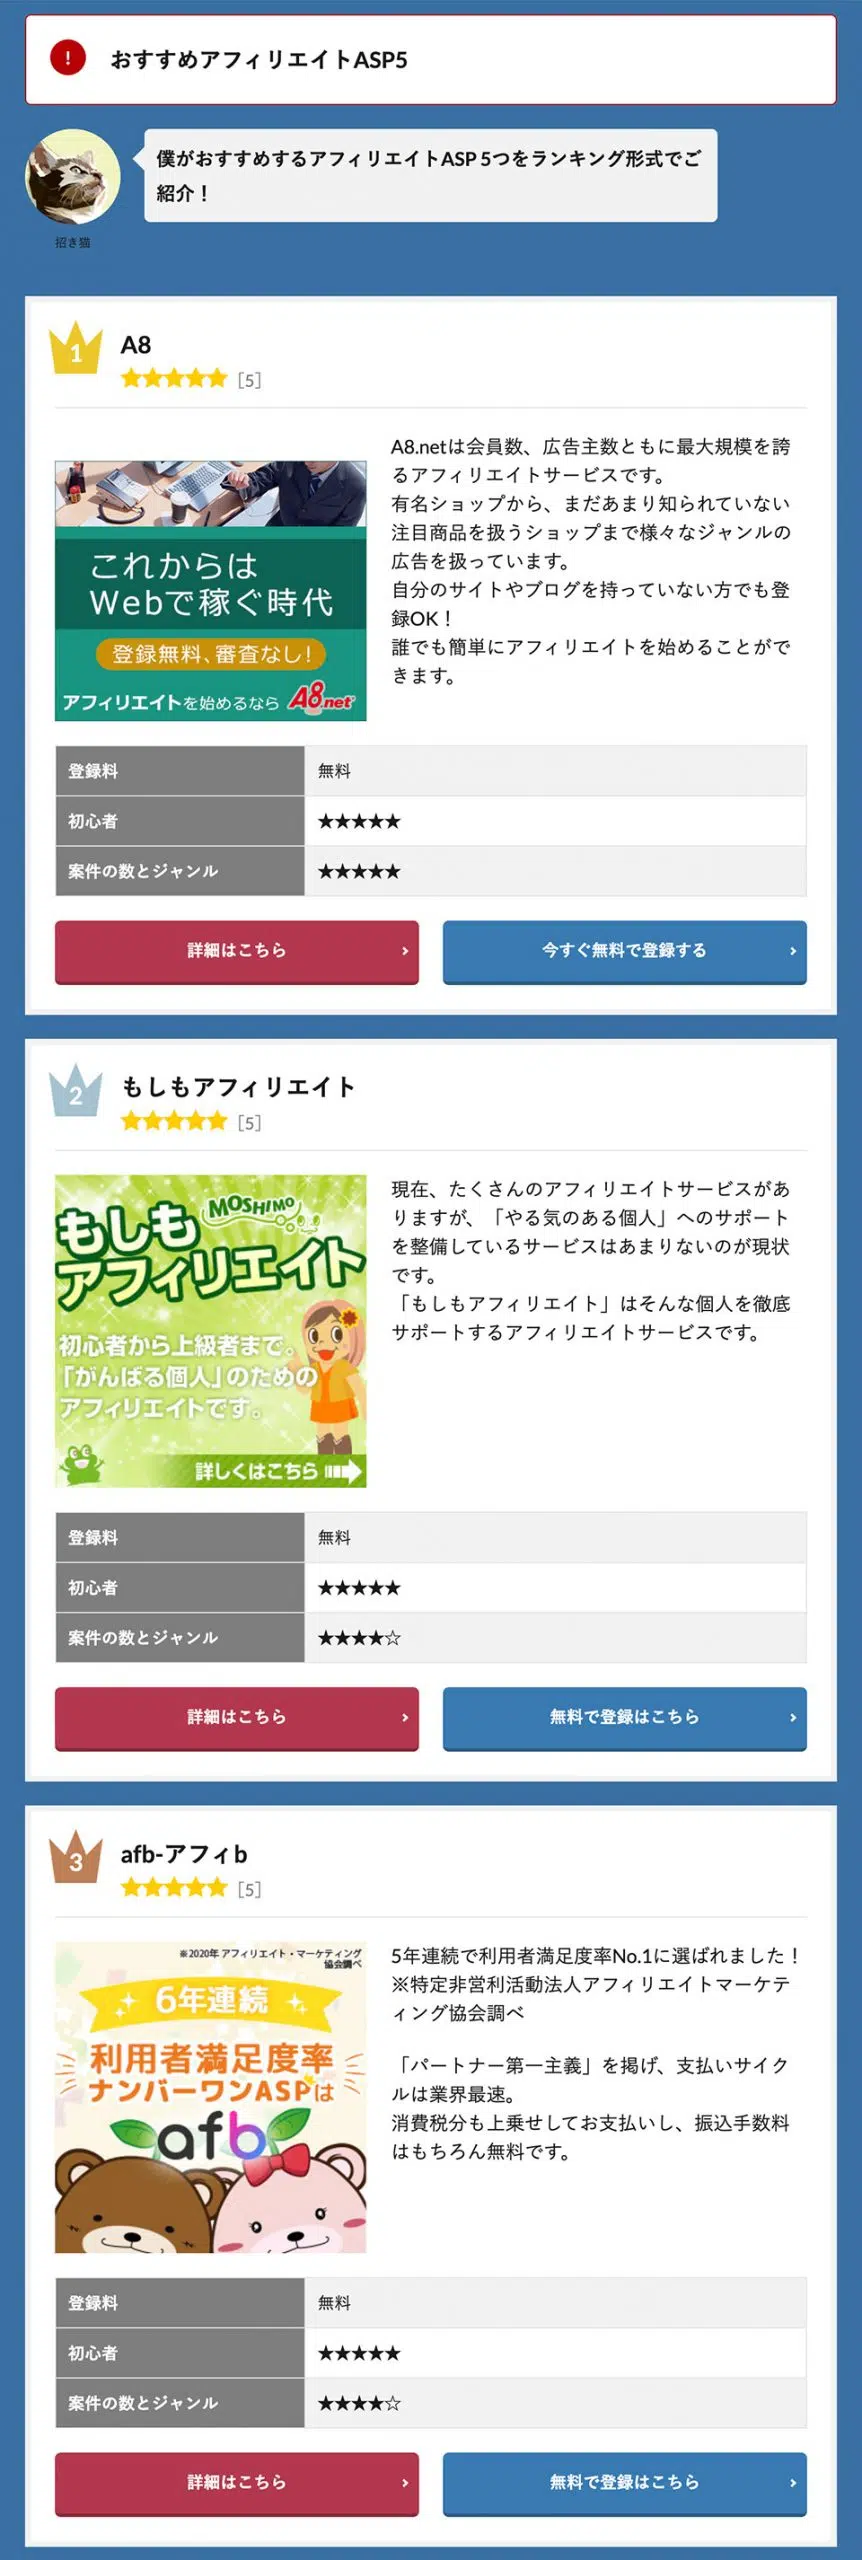 !
おすすめアフィリエイトASP5
僕がおすすめするアフィリエイトASP 5つをランキング形式でご
紹介！
招き猫
1
A8
★★★★★ [5]
これからは
Webで稼ぐ時代
登録無料、審査なし!
アフィリエイトを始めるなら A8.net
A8.netは会員数、広告主数ともに最大規模を誇
るアフィリエイトサービスです。
有名ショップから、まだあまり知られていない
注目商品を扱うショップまで様々なジャンルの
広告を扱っています。
自分のサイトやブログを持っていない方でも登
録OK！
誰でも簡単にアフィリエイトを始めることがで
きます。
登録料 無料
初心者 ★★★★★
案件の数とジャンル ★★★★★
詳細はこちら ›
今すぐ無料で登録する ›
2
もしもアフィリエイト
★★★★★ [5]
MOSHIMO
もしも
アフィリエイト
初心者から上級者まで。
「がんばる個人」のための
アフィリエイトです。
詳しくはこちら
現在、たくさんのアフィリエイトサービスがあ
りますが、「やる気のある個人」へのサポート
を整備しているサービスはあまりないのが現状
です。
「もしもアフィリエイト」はそんな個人を徹底
サポートするアフィリエイトサービスです。
登録料 無料
初心者 ★★★★★
案件の数とジャンル ★★★★☆
詳細はこちら ›
無料で登録はこちら ›
3
afb-アフィb
★★★★★ [5]
※2020年 アフィリエイト・マーケティング
協会調べ
6年連続
利用者満足度率
ナンバーワンASPは
afb
5年連続で利用者満足度率No.1に選ばれました！
※特定非営利活動法人アフィリエイトマーケテ
ィング協会調べ
「パートナー第一主義」を掲げ、支払いサイク
ルは業界最速。
消費税分も上乗せしてお支払いし、振込手数料
はもちろん無料です。
登録料 無料
初心者 ★★★★★
案件の数とジャンル ★★★★☆
詳細はこちら ›
無料で登録はこちら ›